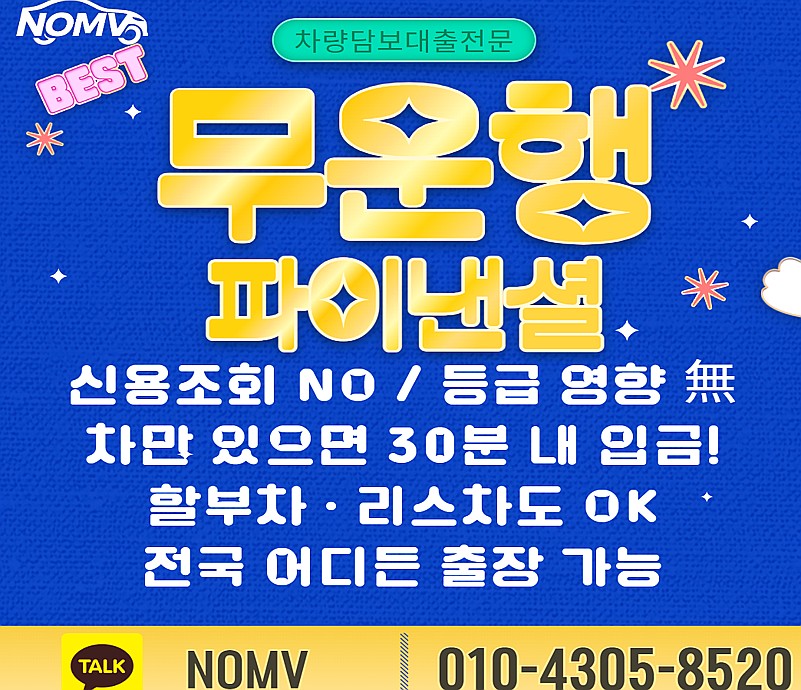 NOMV
BEST
차량담보대출전문
무운행
파이낸셜
신용조회 NO / 등급 영향 無
차만 있으면 30분 내 입금!
할부차 · 리스차도 OK
전국 어디든 출장 가능
TALK NOMV 010-4305-8520